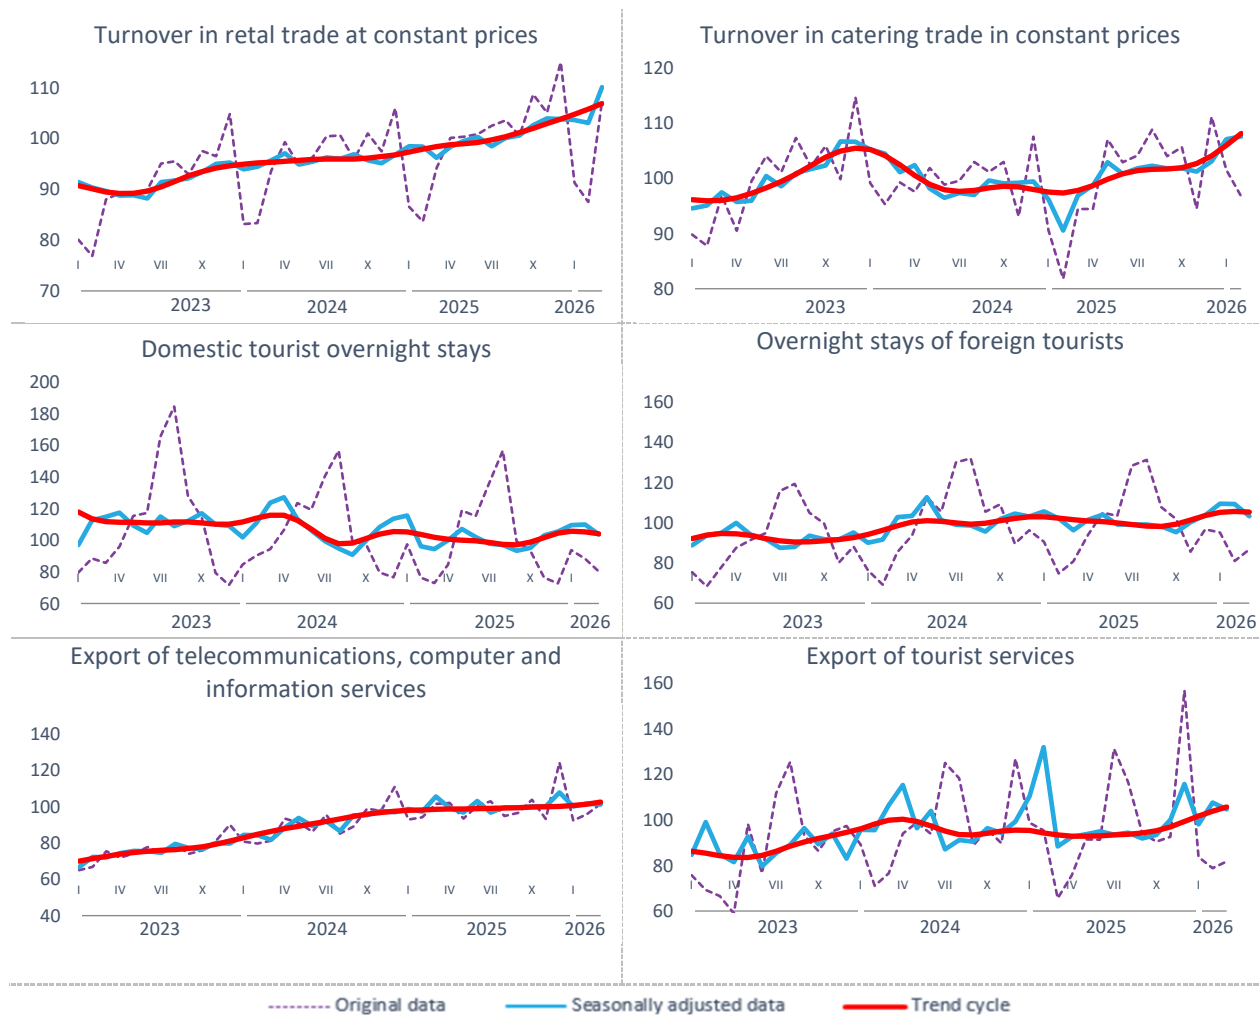 Turnover in retal trade at constant prices
110
100
90
80
70
I IV VII X I IV VII X I IV VII X I
2023 2024 2025 2026
Turnover in catering trade in constant prices
120
110
100
90
80
I IV VII X I IV VII X I IV VII X I
2023 2024 2025 2026
Domestic tourist overnight stays
200
180
160
140
120
100
80
60
I IV VII X I IV VII X I IV VII X I
2023 2024 2025 2026
Overnight stays of foreign tourists
160
140
120
100
80
60
I IV VII X I IV VII X I IV VII X I
2023 2024 2025 2026
Export of telecommunications, computer and
information services
140
120
100
80
60
40
I IV VII X I IV VII X I IV VII X I
2023 2024 2025 2026
Export of tourist services
160
140
120
100
80
60
I IV VII X I IV VII X I IV VII X I
2023 2024 2025 2026
Original data Seasonally adjusted data Trend cycle